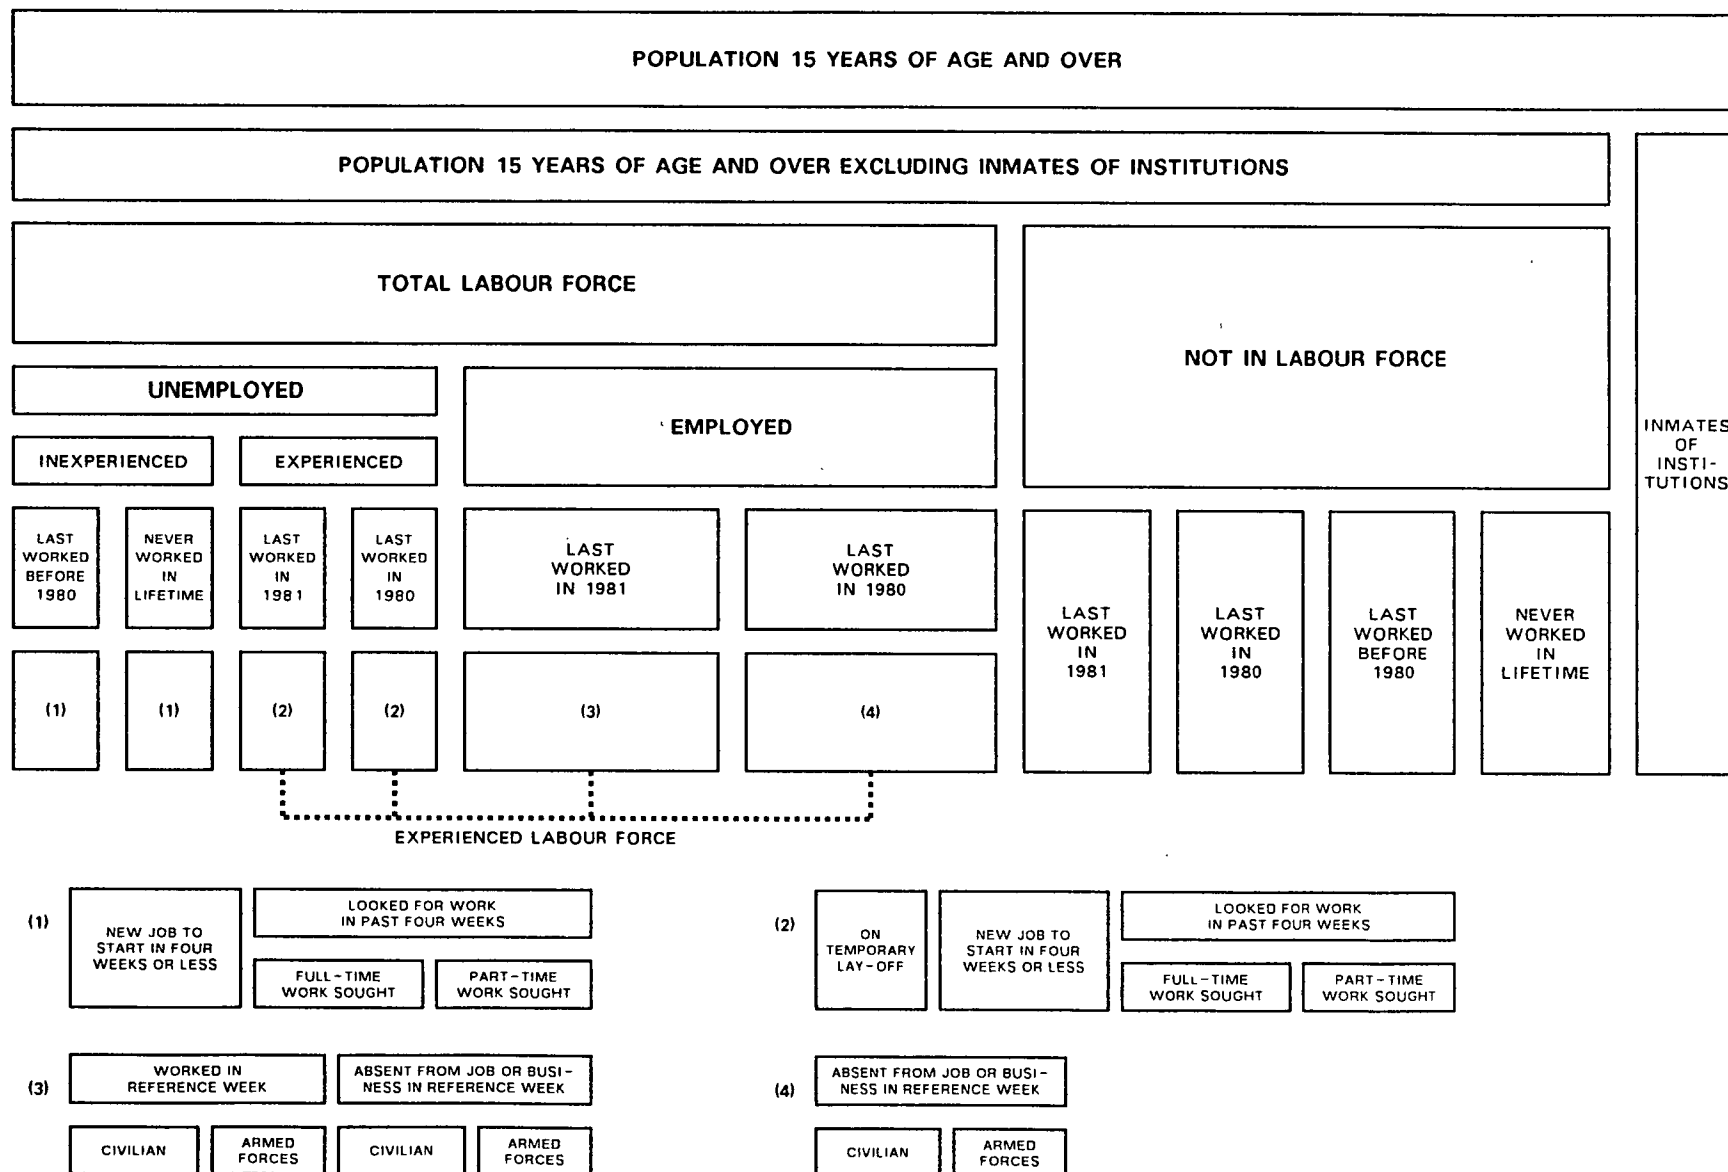 POPULATION 15 YEARS OF AGE AND OVER
POPULATION 15 YEARS OF AGE AND OVER EXCLUDING INMATES OF INSTITUTIONS
TOTAL LABOUR FORCE
NOT IN LABOUR FORCE
INMATES
OF
INSTI-
TUTIONS
UNEMPLOYED
EMPLOYED
INEXPERIENCED
EXPERIENCED
LAST
WORKED
BEFORE
1980
NEVER
WORKED
IN
LIFETIME
LAST
WORKED
IN
1981
LAST
WORKED
IN
1980
LAST
WORKED
IN 1981
LAST
WORKED
IN 1980
LAST
WORKED
IN
1981
LAST
WORKED
IN
1980
LAST
WORKED
BEFORE
1980
NEVER
WORKED
IN
LIFETIME
(1)
(1)
(2)
(2)
(3)
(4)
EXPERIENCED LABOUR FORCE
(1)
NEW JOB TO
START IN FOUR
WEEKS OR LESS
LOOKED FOR WORK
IN PAST FOUR WEEKS
FULL-TIME
WORK SOUGHT
PART-TIME
WORK SOUGHT
(2)
ON
TEMPORARY
LAY-OFF
NEW JOB TO
START IN FOUR
WEEKS OR LESS
LOOKED FOR WORK
IN PAST FOUR WEEKS
FULL-TIME
WORK SOUGHT
PART-TIME
WORK SOUGHT
(3)
WORKED IN
REFERENCE WEEK
ABSENT FROM JOB OR BUSI-
NESS IN REFERENCE WEEK
CIVILIAN
ARMED
FORCES
CIVILIAN
ARMED
FORCES
(4)
ABSENT FROM JOB OR BUSI-
NESS IN REFERENCE WEEK
CIVILIAN
ARMED
FORCES